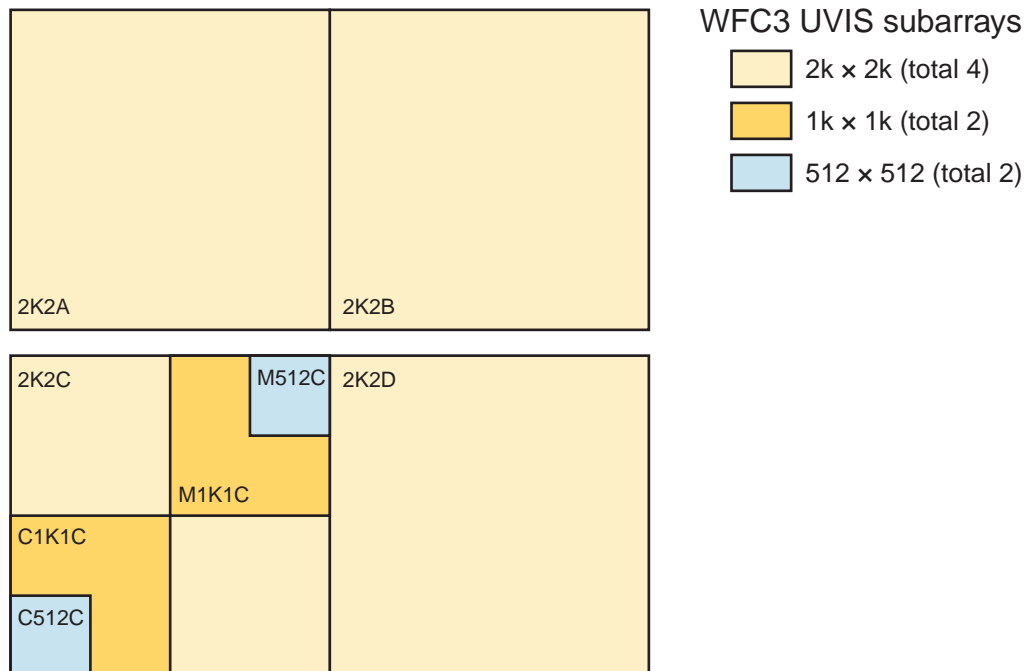 WFC3 UVIS subarrays
2k × 2k (total 4)
1k × 1k (total 2)
512 × 512 (total 2)
2K2A
2K2B
2K2C
M512C
2K2D
M1K1C
C1K1C
C512C